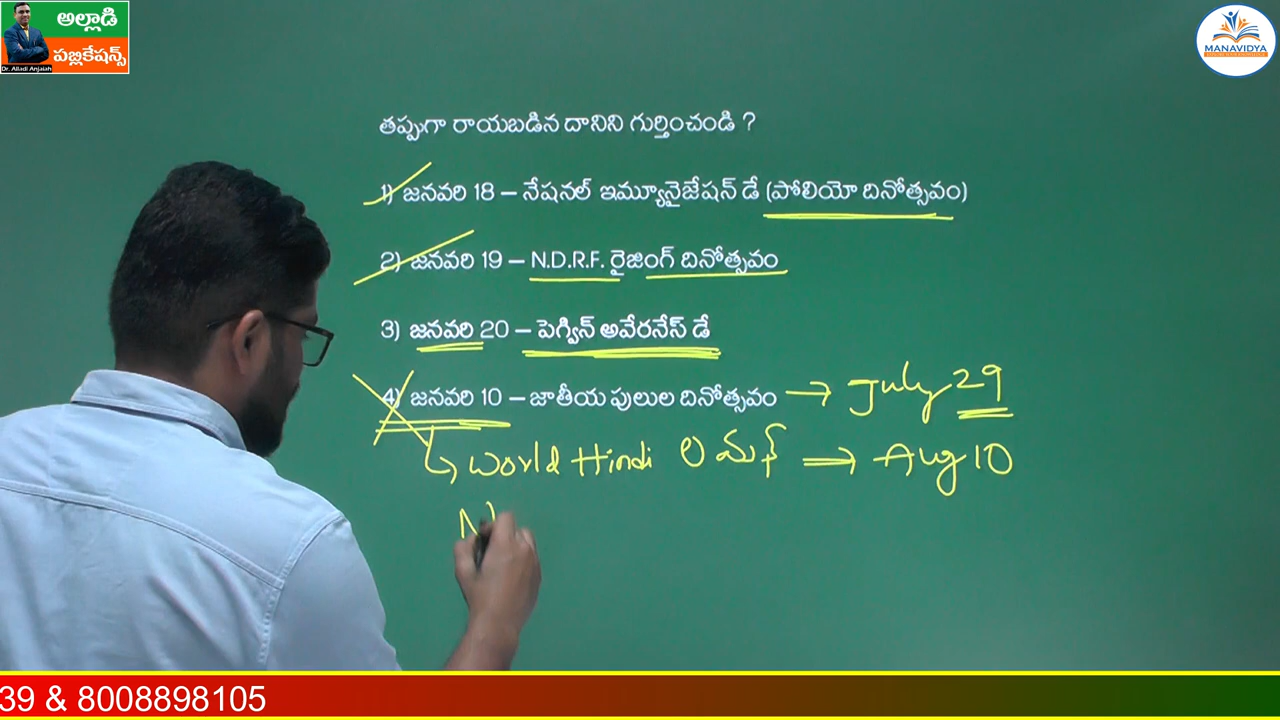 అల్లాడి
పబ్లికేషన్స్
Dr. Alladi Anjaiah
MANAVIDYA
తప్పుగా రాయబడిన దానిని గుర్తించండి ?
1) జనవరి 18 – నేషనల్ ఇమ్యూనైజేషన్ డే (పోలియో దినోత్సవం)
2) జనవరి 19 – N.D.R.F. రైజింగ్ దినోత్సవం
3) జనవరి 20 – పెగ్విన్ అవేరనేస్ డే
4) జనవరి 10 – జాతీయ పులుల దినోత్సవం → July 29
World Hindi → Aug 10
N
39 & 8008898105